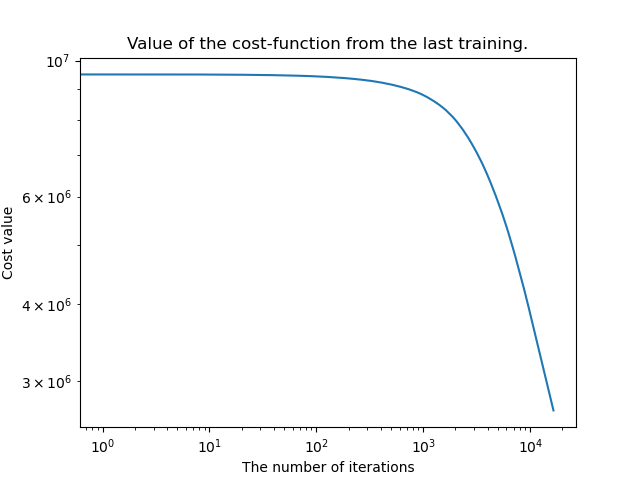 Value of the cost-function from the last training.
10⁷
6 × 10⁶
4 × 10⁶
3 × 10⁶
Cost value
10⁰ 10¹ 10² 10³ 10⁴
The number of iterations